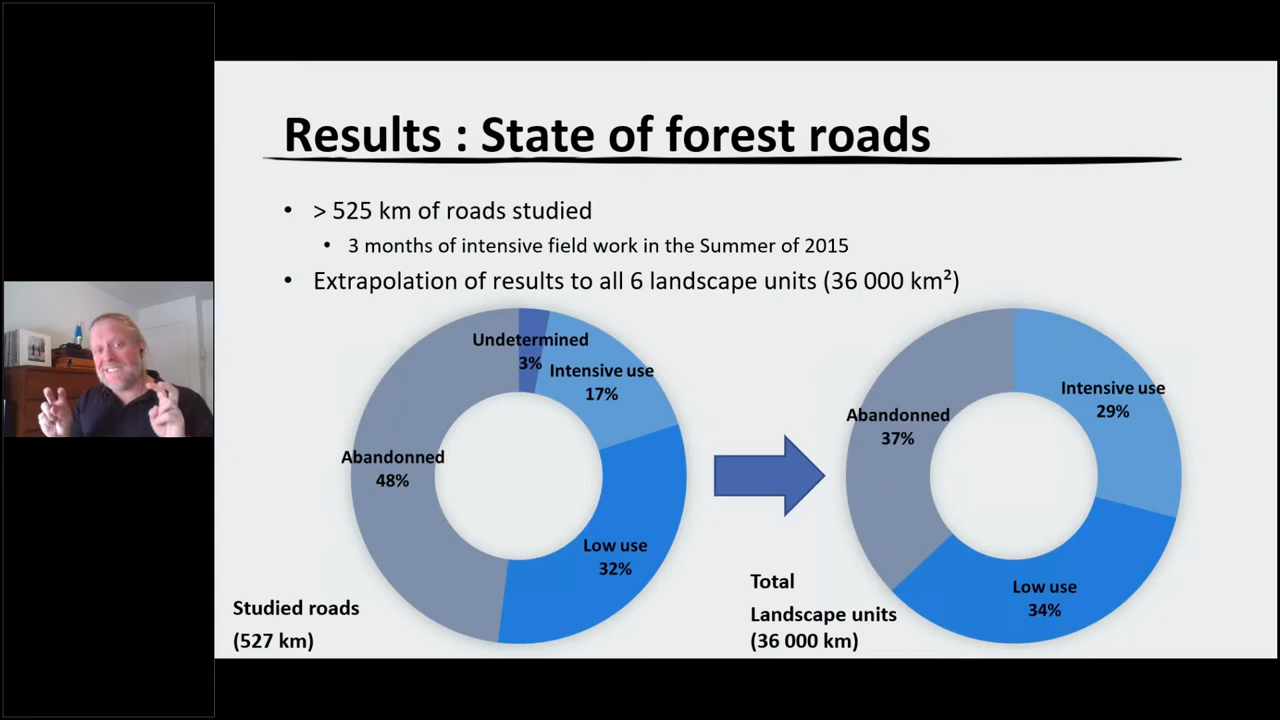 Results : State of forest roads
• > 525 km of roads studied
• 3 months of intensive field work in the Summer of 2015
• Extrapolation of results to all 6 landscape units (36 000 km²)
Undetermined
3%
Intensive use
17%
Abandonned
48%
Low use
32%
Studied roads
(527 km)
Intensive use
29%
Abandonned
37%
Low use
34%
Total
Landscape units
(36 000 km)